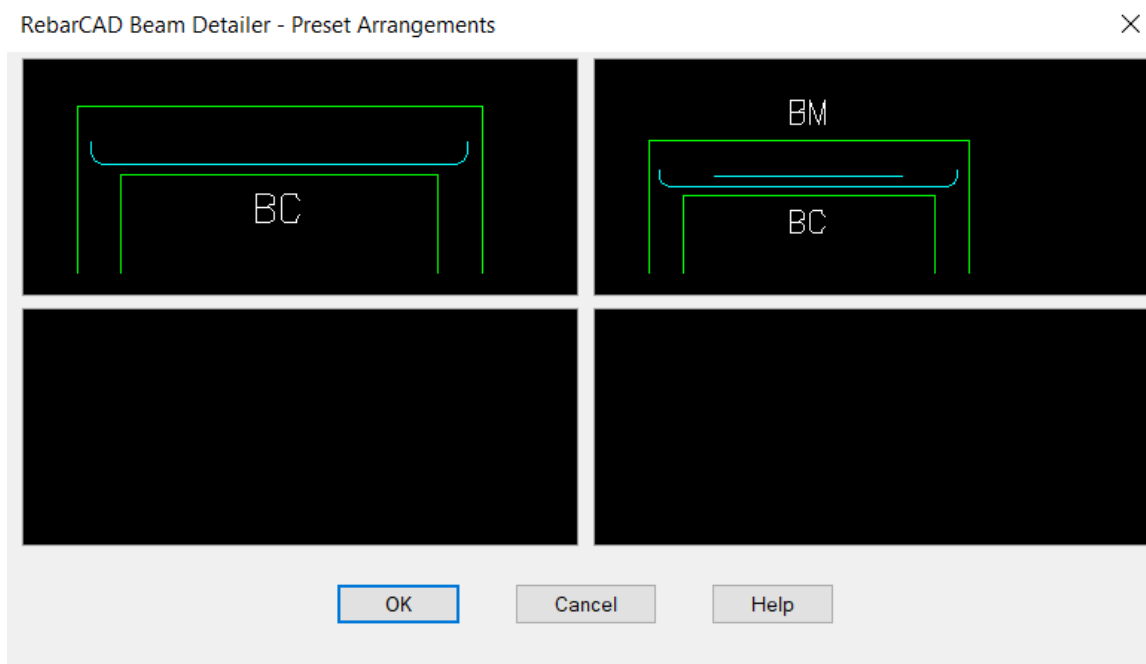 RebarCAD Beam Detailer - Preset Arrangements
BC
BM
BC
OK
Cancel
Help